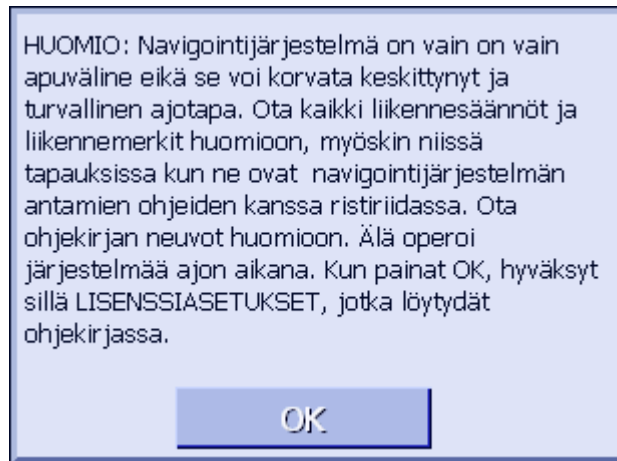 HUOMIO: Navigointijärjestelmä on vain on vain
apuväline eikä se voi korvata keskittynyt ja
turvallinen ajotapa. Ota kaikki liikennesäännöt ja
liikennemerkit huomioon, myöskin niissä
tapauksissa kun ne ovat  navigointijärjestelmän
antamien ohjeiden kanssa ristiriidassa. Ota
ohjekirjan neuvot huomioon. Älä operoi
järjestelmää ajon aikana. Kun painat OK, hyväksyt
sillä LISENSSIASETUKSET, jotka löytydät
ohjekirjassa.
OK